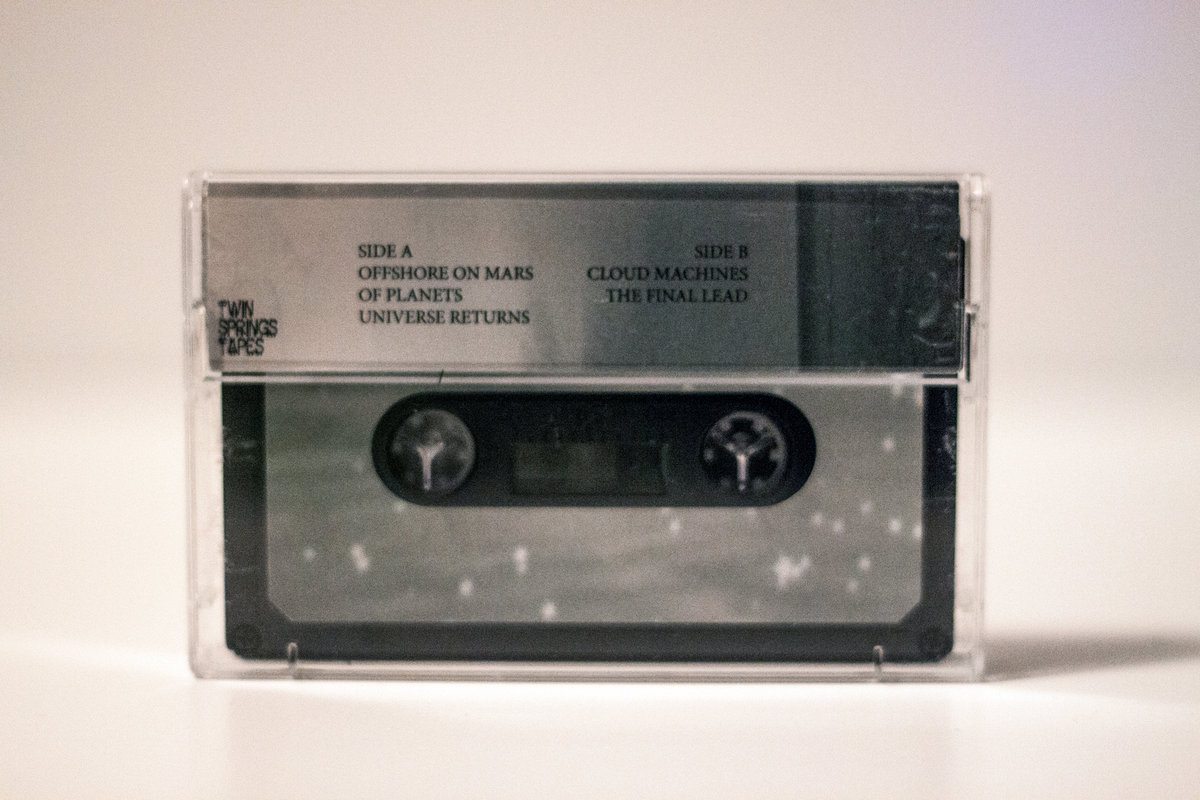 SIDE A
OFFSHORE ON MARS
OF PLANETS
UNIVERSE RETURNS
SIDE B
CLOUD MACHINES
THE FINAL LEAD
TWIN
SPRINGS
TAPES